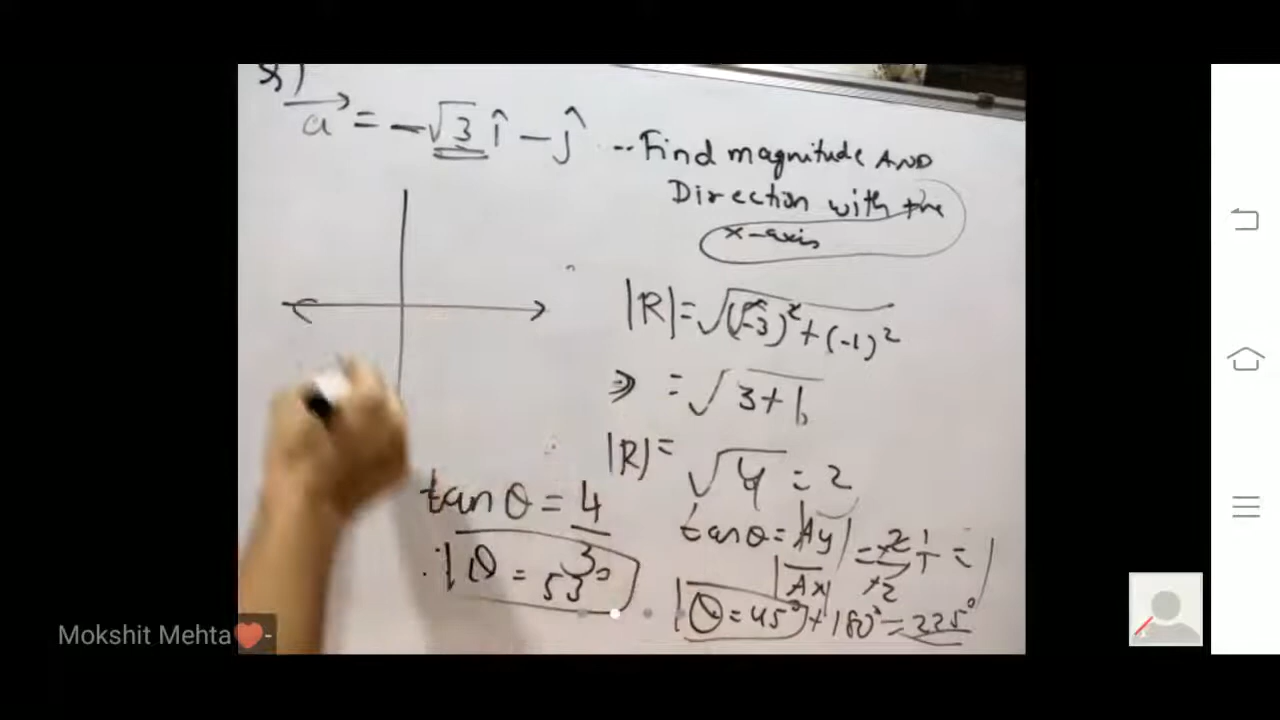 a⃗ = -√3 î - ĵ -- Find magnitude AND
Direction with the
x-axis
|R| = √(√-3)² + (-1)²
⇒ = √3+1
|R| = √4 = 2
tan θ = 4/3
θ = 53°
tan θ = |Ay|/|Ax|
= 1
θ = 45° + 180° = 225°
Mokshit Mehta❤️-